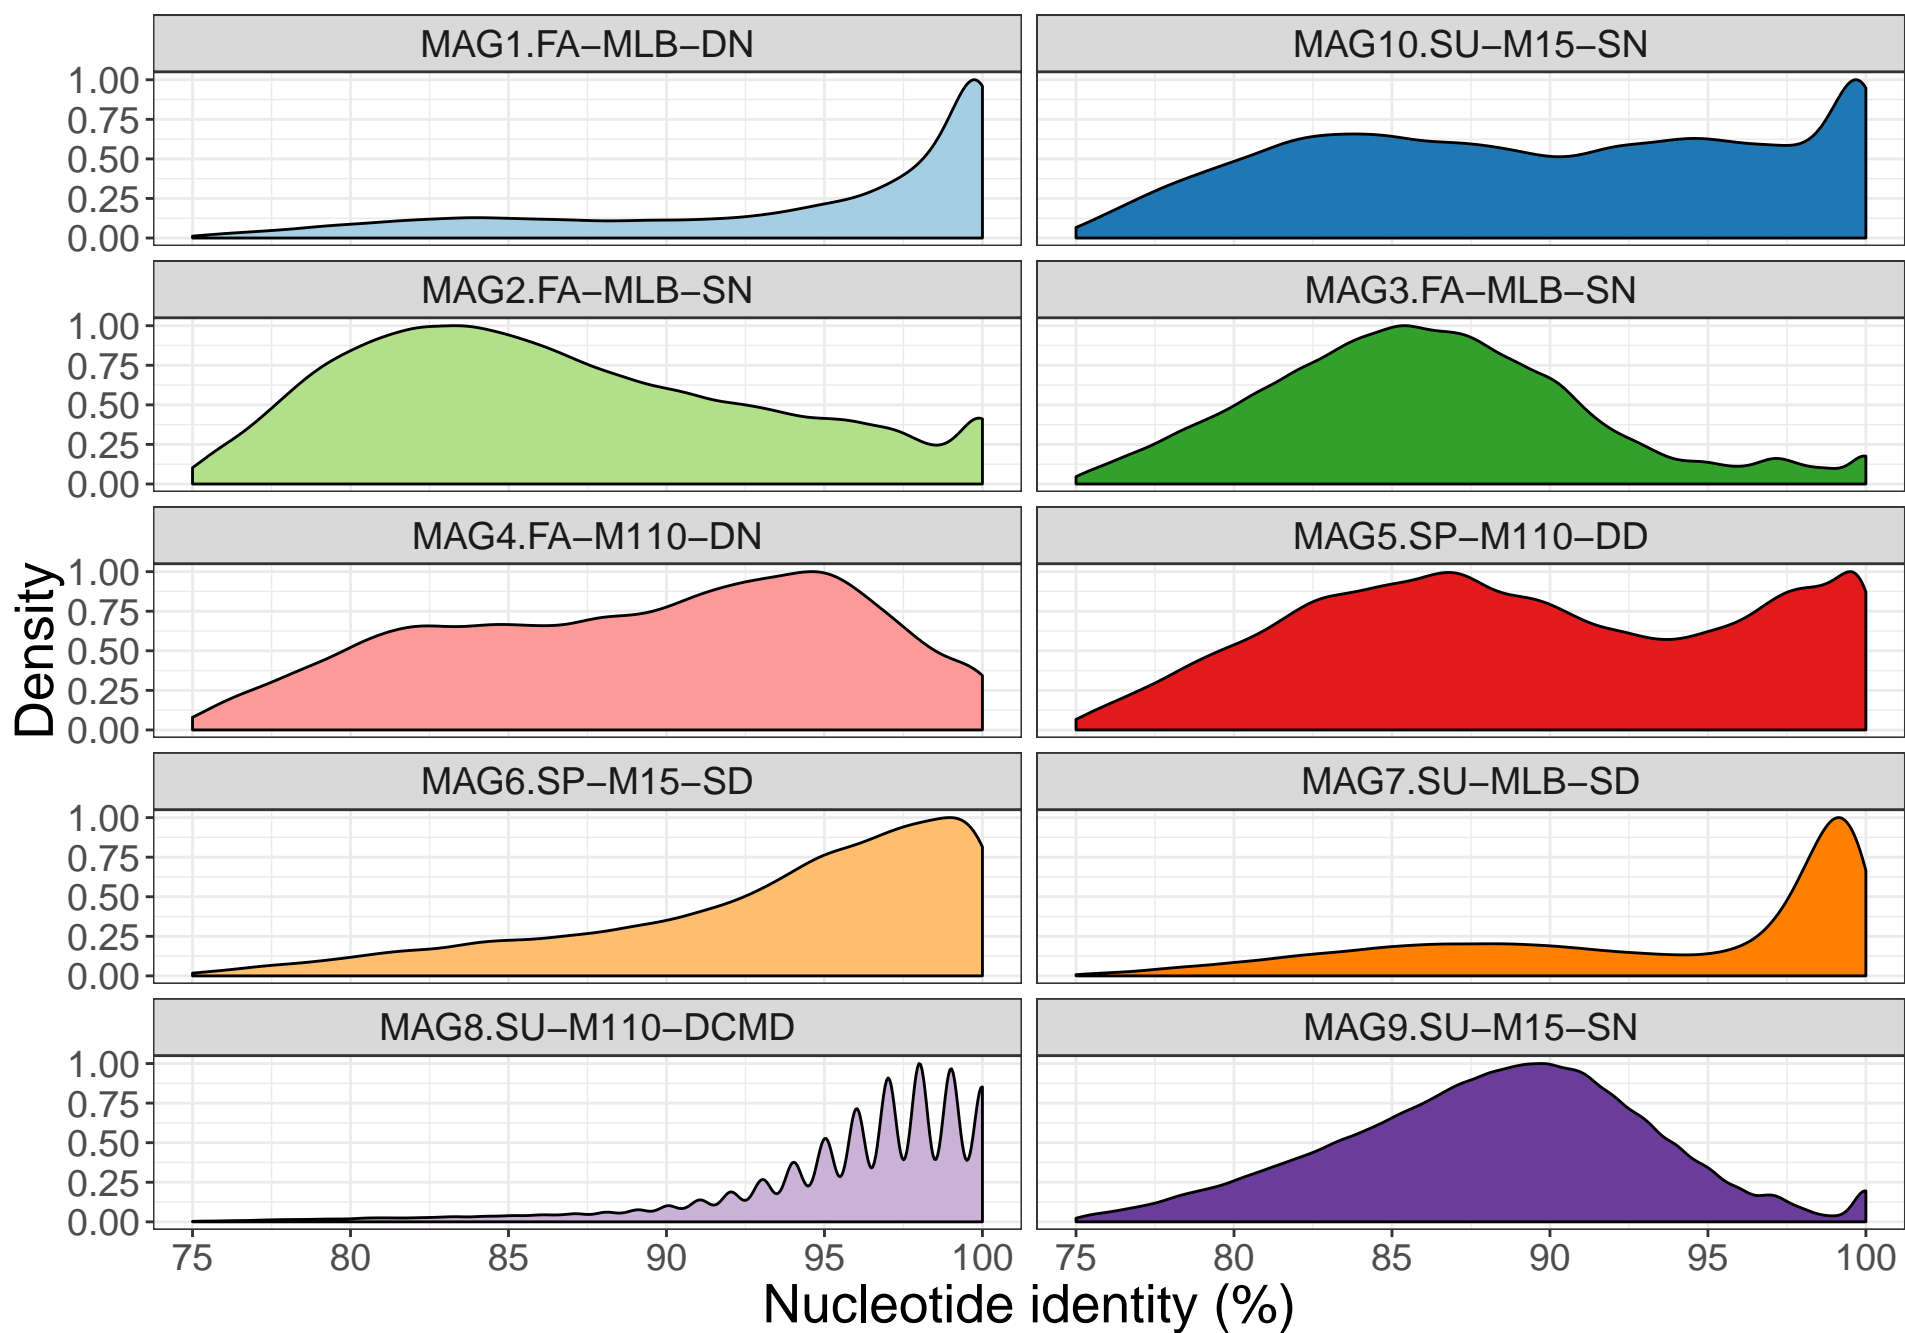 MAG1.FA−MLB−DN
MAG10.SU−M15−SN
1.00
0.75
0.50
0.25
0.00
MAG2.FA−MLB−SN
MAG3.FA−MLB−SN
1.00
0.75
0.50
0.25
0.00
MAG4.FA−M110−DN
MAG5.SP−M110−DD
1.00
0.75
0.50
0.25
0.00
Density
MAG6.SP−M15−SD
MAG7.SU−MLB−SD
1.00
0.75
0.50
0.25
0.00
MAG8.SU−M110−DCMD
MAG9.SU−M15−SN
1.00
0.75
0.50
0.25
0.00
75 80 85 90 95 100
75 80 85 90 95 100
Nucleotide identity (%)